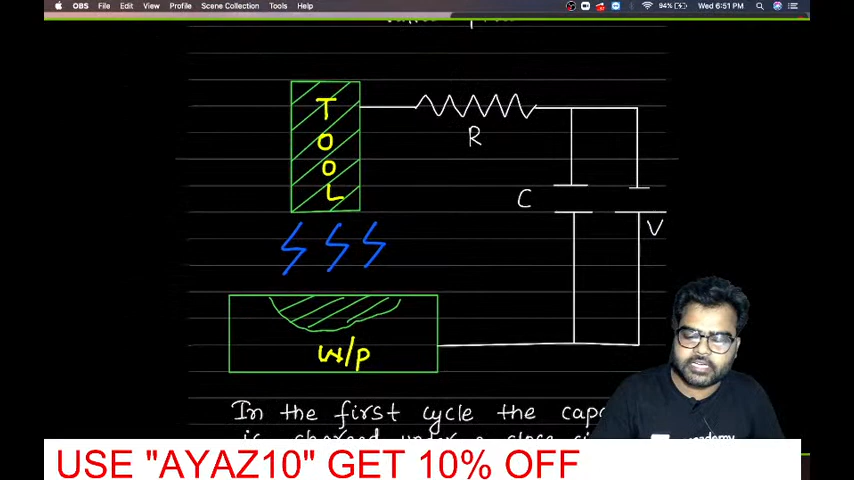 OBS File Edit View Profile Scene Collection Tools Help 94% Wed 6:51 PM
TOOL
R
C
V
W/P
In the first cycle the
USE "AYAZ10" GET 10% OFF